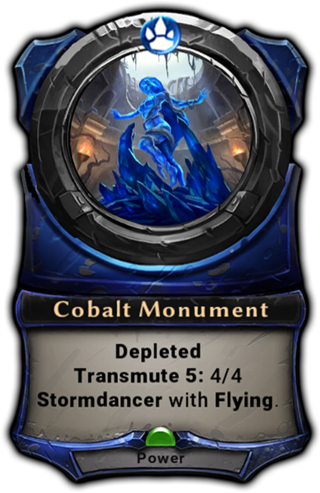 Cobalt Monument
Depleted
Transmute 5: 4/4
Stormdancer with Flying.
Power